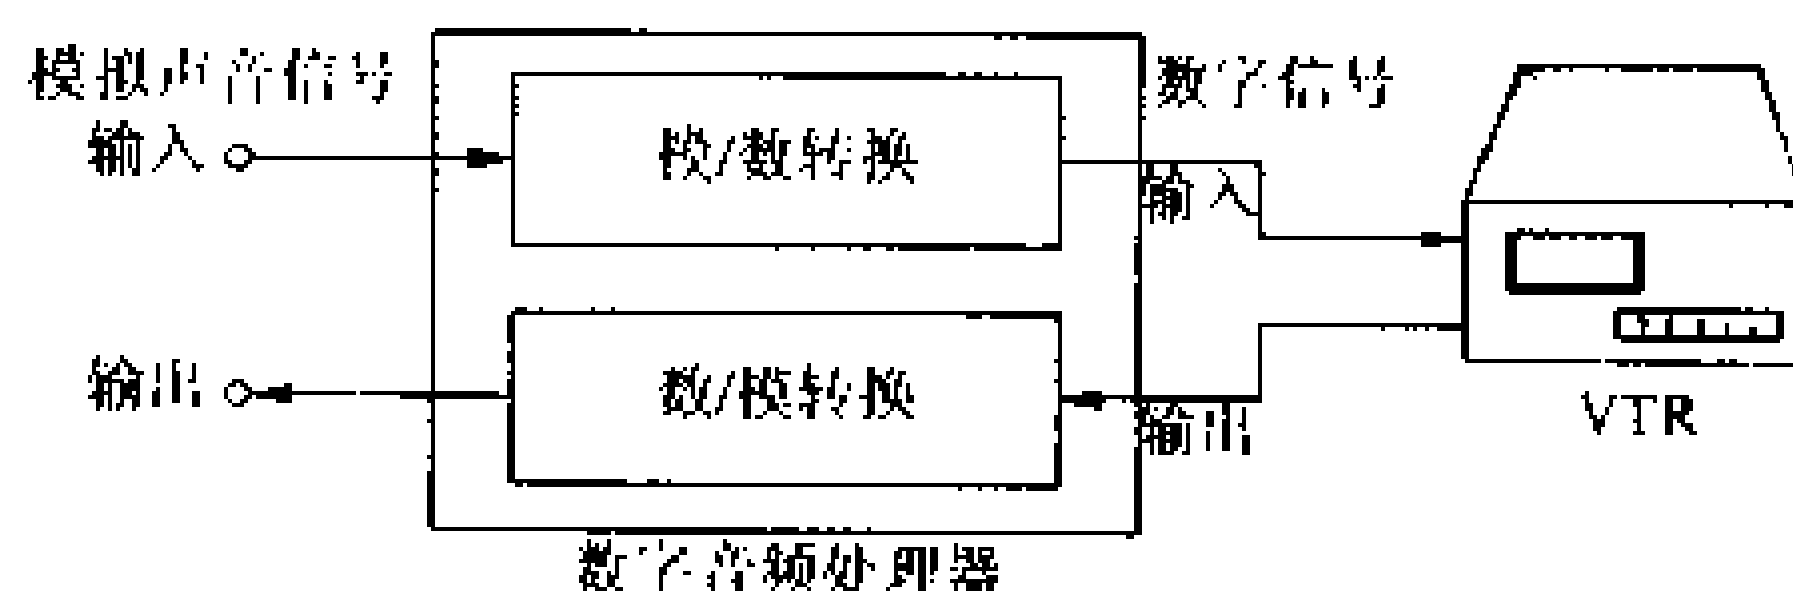 模拟声音信号
输入
模/数转换
数字信号
输入
输出
数/模转换
输出
VTR
数字音频处理器